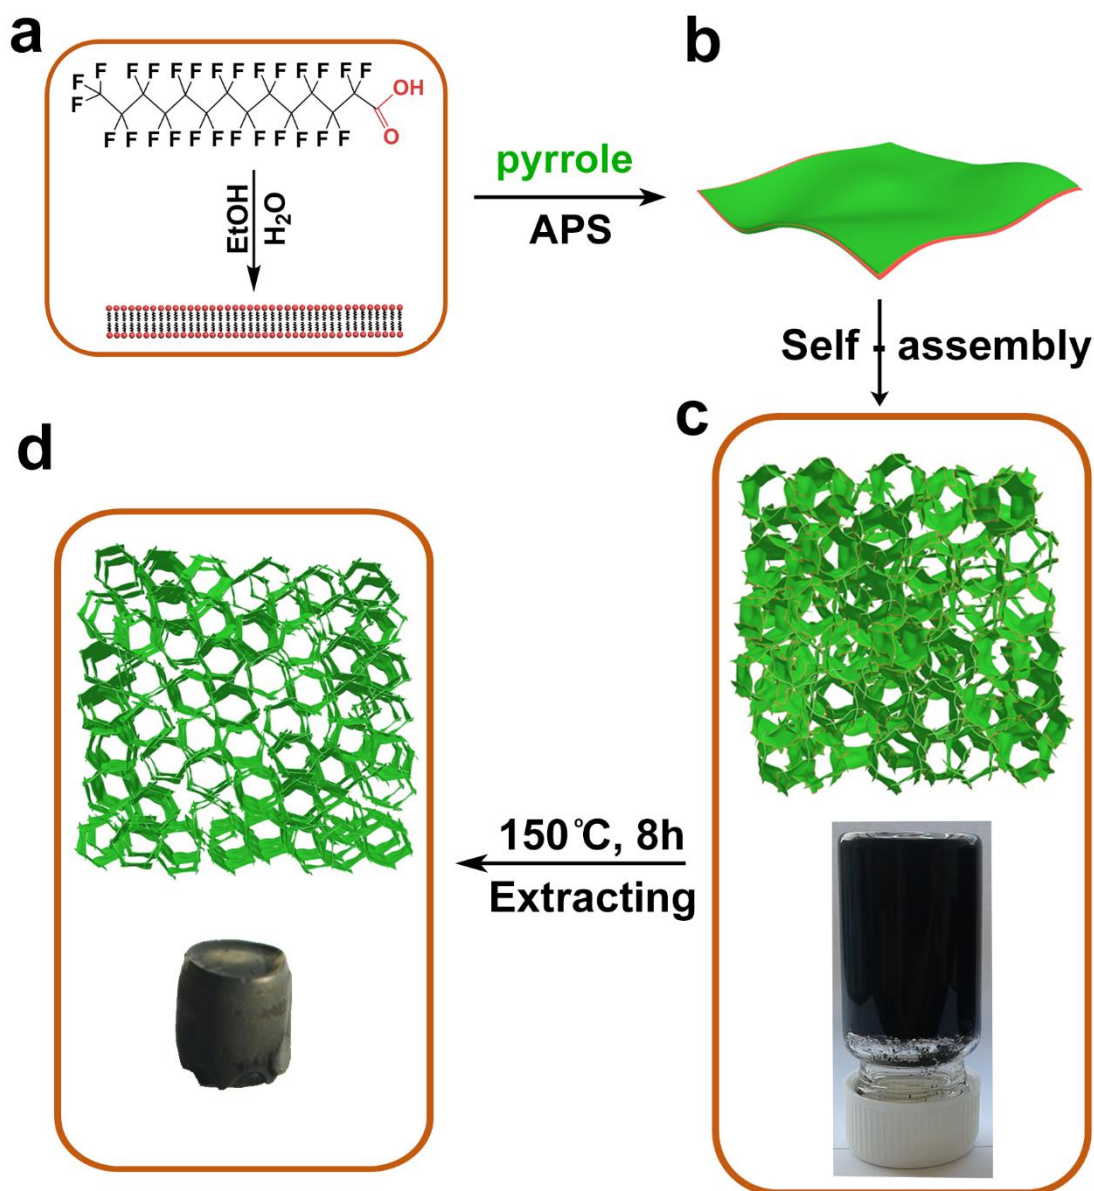 a
F F F F F F F F F F F F F
F
OH
F
F F F F F F F F F F F F
O
EtOH
H₂O
pyrrole
APS
b
Self - assembly
c
150°C, 8h
Extracting
d